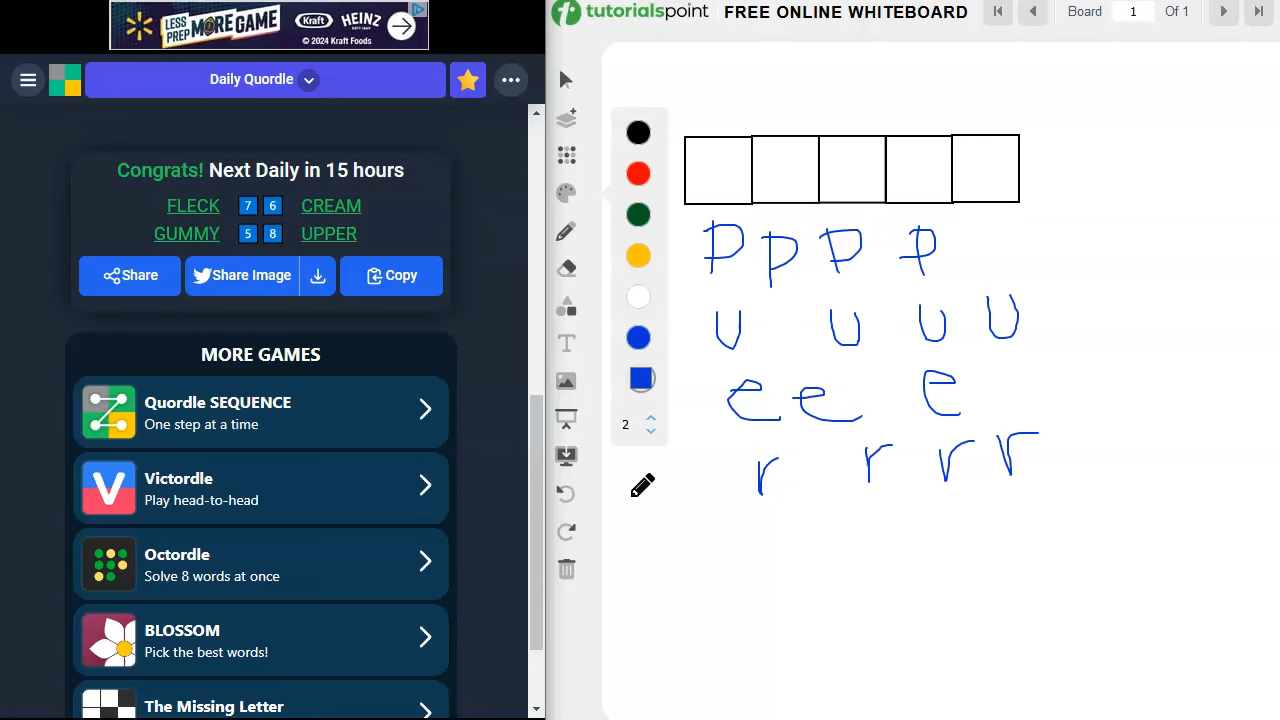 LESS PREP MORE GAME Kraft HEINZ
© 2024 Kraft Foods
tutorialspoint FREE ONLINE WHITEBOARD Board 1 Of 1
Daily Quordle
Congrats! Next Daily in 15 hours
FLECK 7 6 CREAM
GUMMY 5 8 UPPER
Share Share Image Copy
MORE GAMES
Quordle SEQUENCE
One step at a time
Victordle
Play head-to-head
Octordle
Solve 8 words at once
BLOSSOM
Pick the best words!
The Missing Letter
T
2
P P P P
U U U U
e e e
r r r r